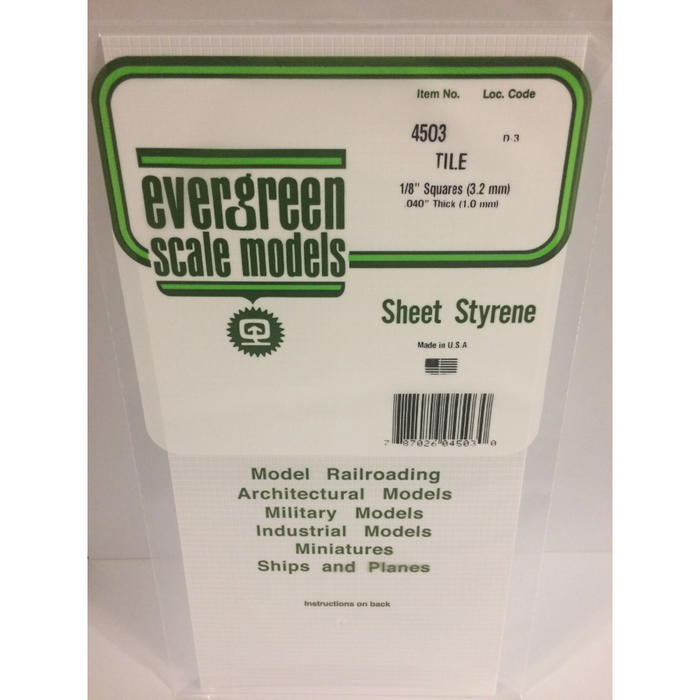 Item No. Loc. Code
4503 D-3
TILE
1/8" Squares (3.2 mm)
.040" Thick (1.0 mm)
evergreen
scale models
Sheet Styrene
Made in U.S.A
7 87026 04503 0
Model Railroading
Architectural Models
Military Models
Industrial Models
Miniatures
Ships and Planes
Instructions on back